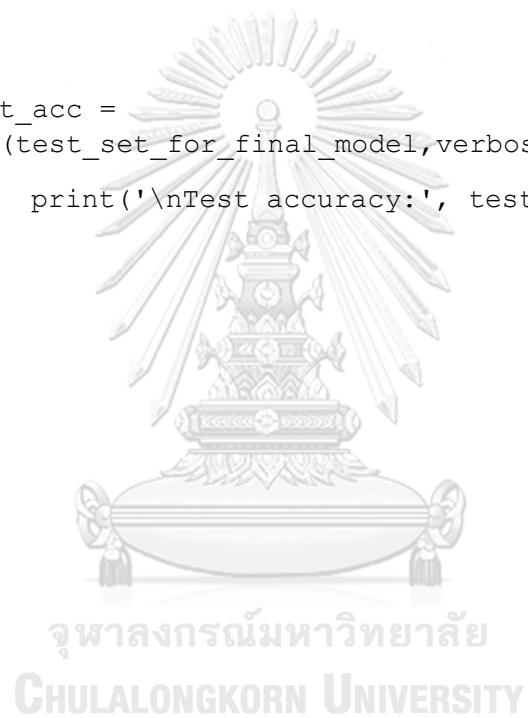 t_acc =
(test_set_for_final_model,verbos
print('\nTest accuracy:', test
จุฬาลงกรณ์มหาวิทยาลัย
CHULALONGKORN UNIVERSITY